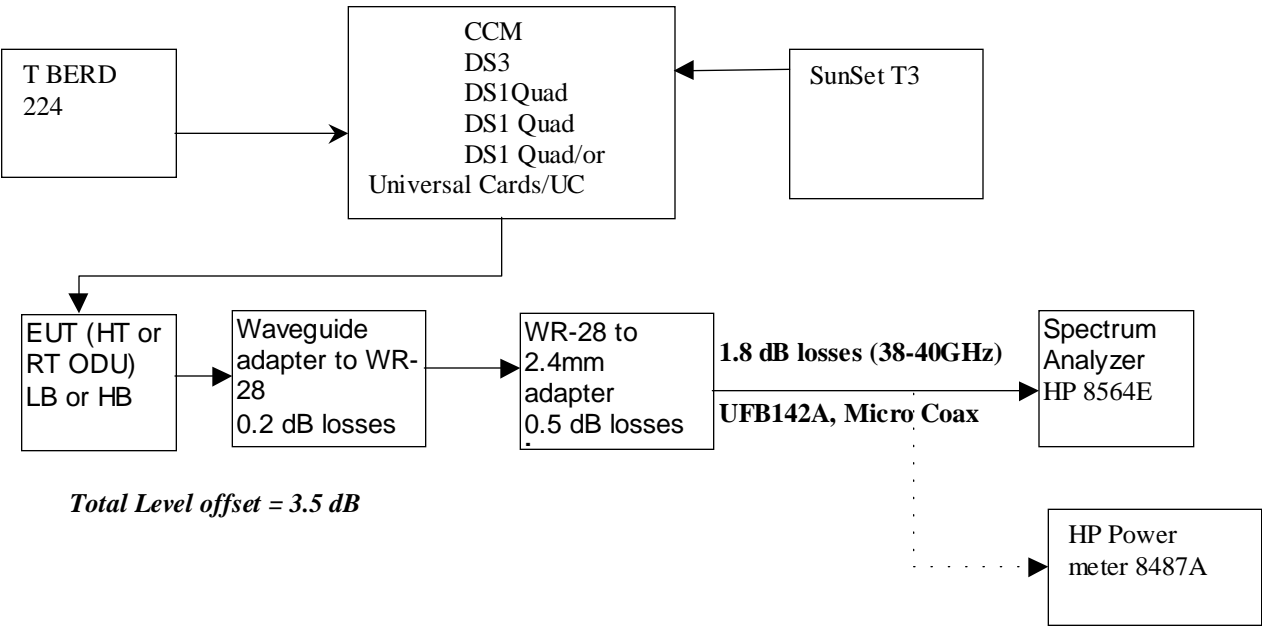 T BERD
224
CCM
DS3
DS1Quad
DS1 Quad
DS1 Quad/or
Universal Cards/UC
SunSet T3
EUT (HT or
RT ODU)
LB or HB
Waveguide
adapter to WR-
28
0.2 dB losses
WR-28 to
2.4mm
adapter
0.5 dB losses
1.8 dB losses (38-40GHz)
UFB142A, Micro Coax
Spectrum
Analyzer
HP 8564E
Total Level offset = 3.5 dB
HP Power
meter 8487A